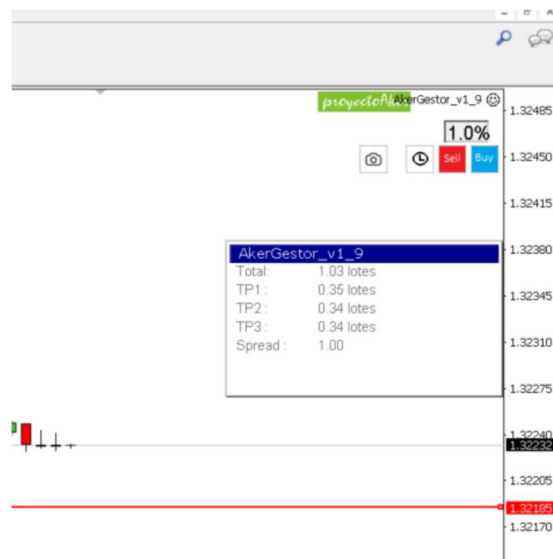 proyectoAker
AkerGestor_v1_9
1.32485
1.0%
Sell
Buy
1.32450
1.32415
1.32380
AkerGestor_v1_9
Total: 1.03 lotes
TP1 : 0.35 lotes
1.32345
TP2 : 0.34 lotes
TP3 : 0.34 lotes
Spread : 1.00
1.32310
1.32275
1.32240
1.32232
1.32205
1.32185
1.32170